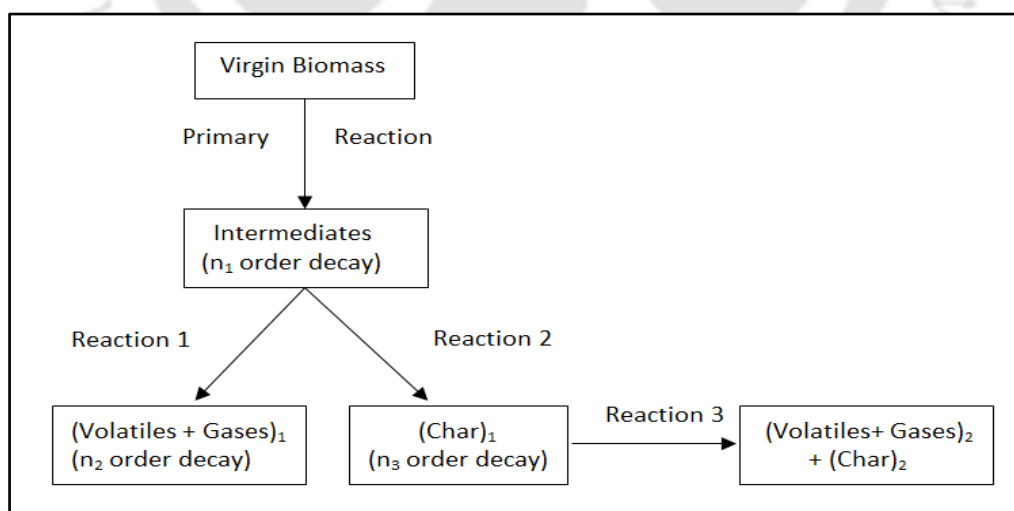 Virgin Biomass
Primary Reaction
Intermediates
(n₁ order decay)
Reaction 1
Reaction 2
(Volatiles + Gases)₁
(n₂ order decay)
(Char)₁
(n₃ order decay)
Reaction 3
(Volatiles+ Gases)₂
+ (Char)₂